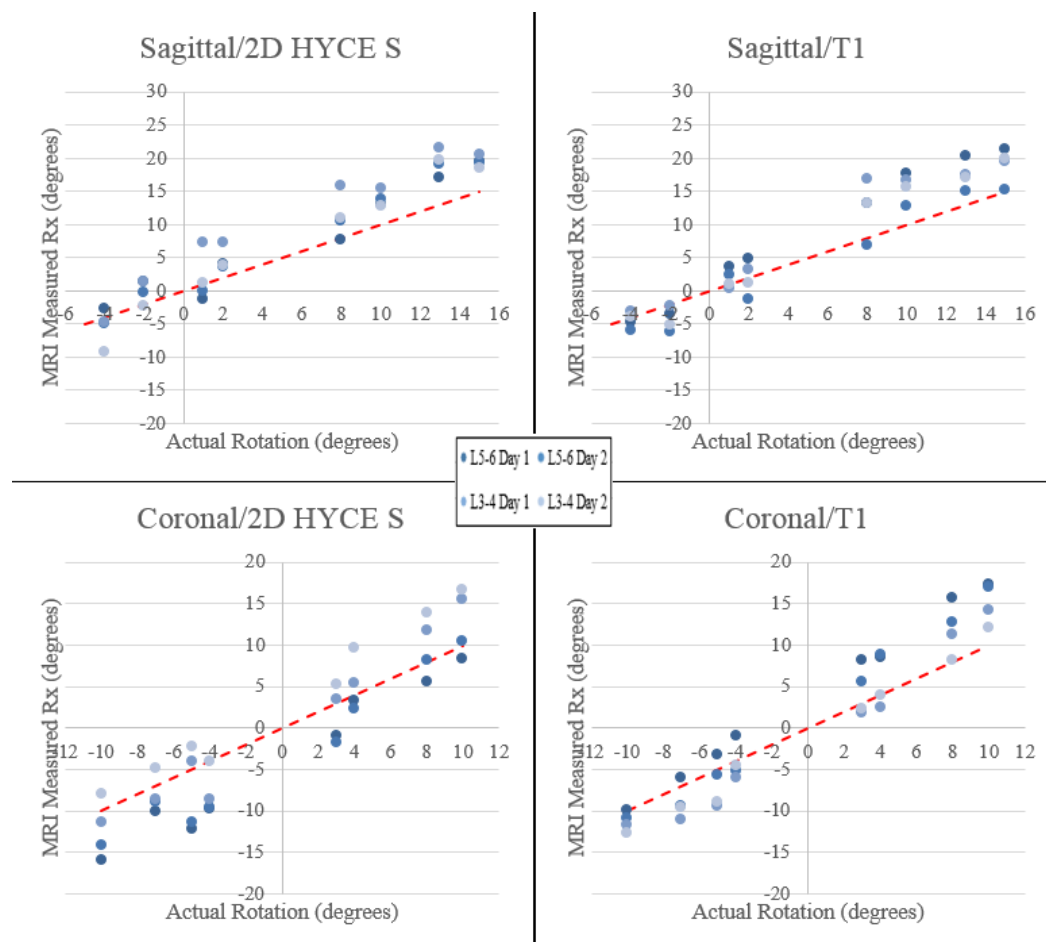 Sagittal/2D HYCE S
30
25
20
15
10
5
0
-5
-10
-15
-20
-6 -4 -2 0 2 4 6 8 10 12 14 16
MRI Measured Rx (degrees)
Actual Rotation (degrees)
Sagittal/T1
30
25
20
15
10
5
0
-5
-10
-15
-20
-6 -4 -2 0 2 4 6 8 10 12 14 16
MRI Measured Rx (degrees)
Actual Rotation (degrees)
L5-6 Day 1 L5-6 Day 2
L3-4 Day 1 L3-4 Day 2
Coronal/2D HYCE S
20
15
10
5
0
-5
-10
-15
-20
-12 -10 -8 -6 -4 -2 0 2 4 6 8 10 12
MRI Measured Rx (degrees)
Actual Rotation (degrees)
Coronal/T1
20
15
10
5
0
-5
-10
-15
-20
-12 -10 -8 -6 -4 -2 0 2 4 6 8 10 12
MRI Measured Rx (degrees)
Actual Rotation (degrees)